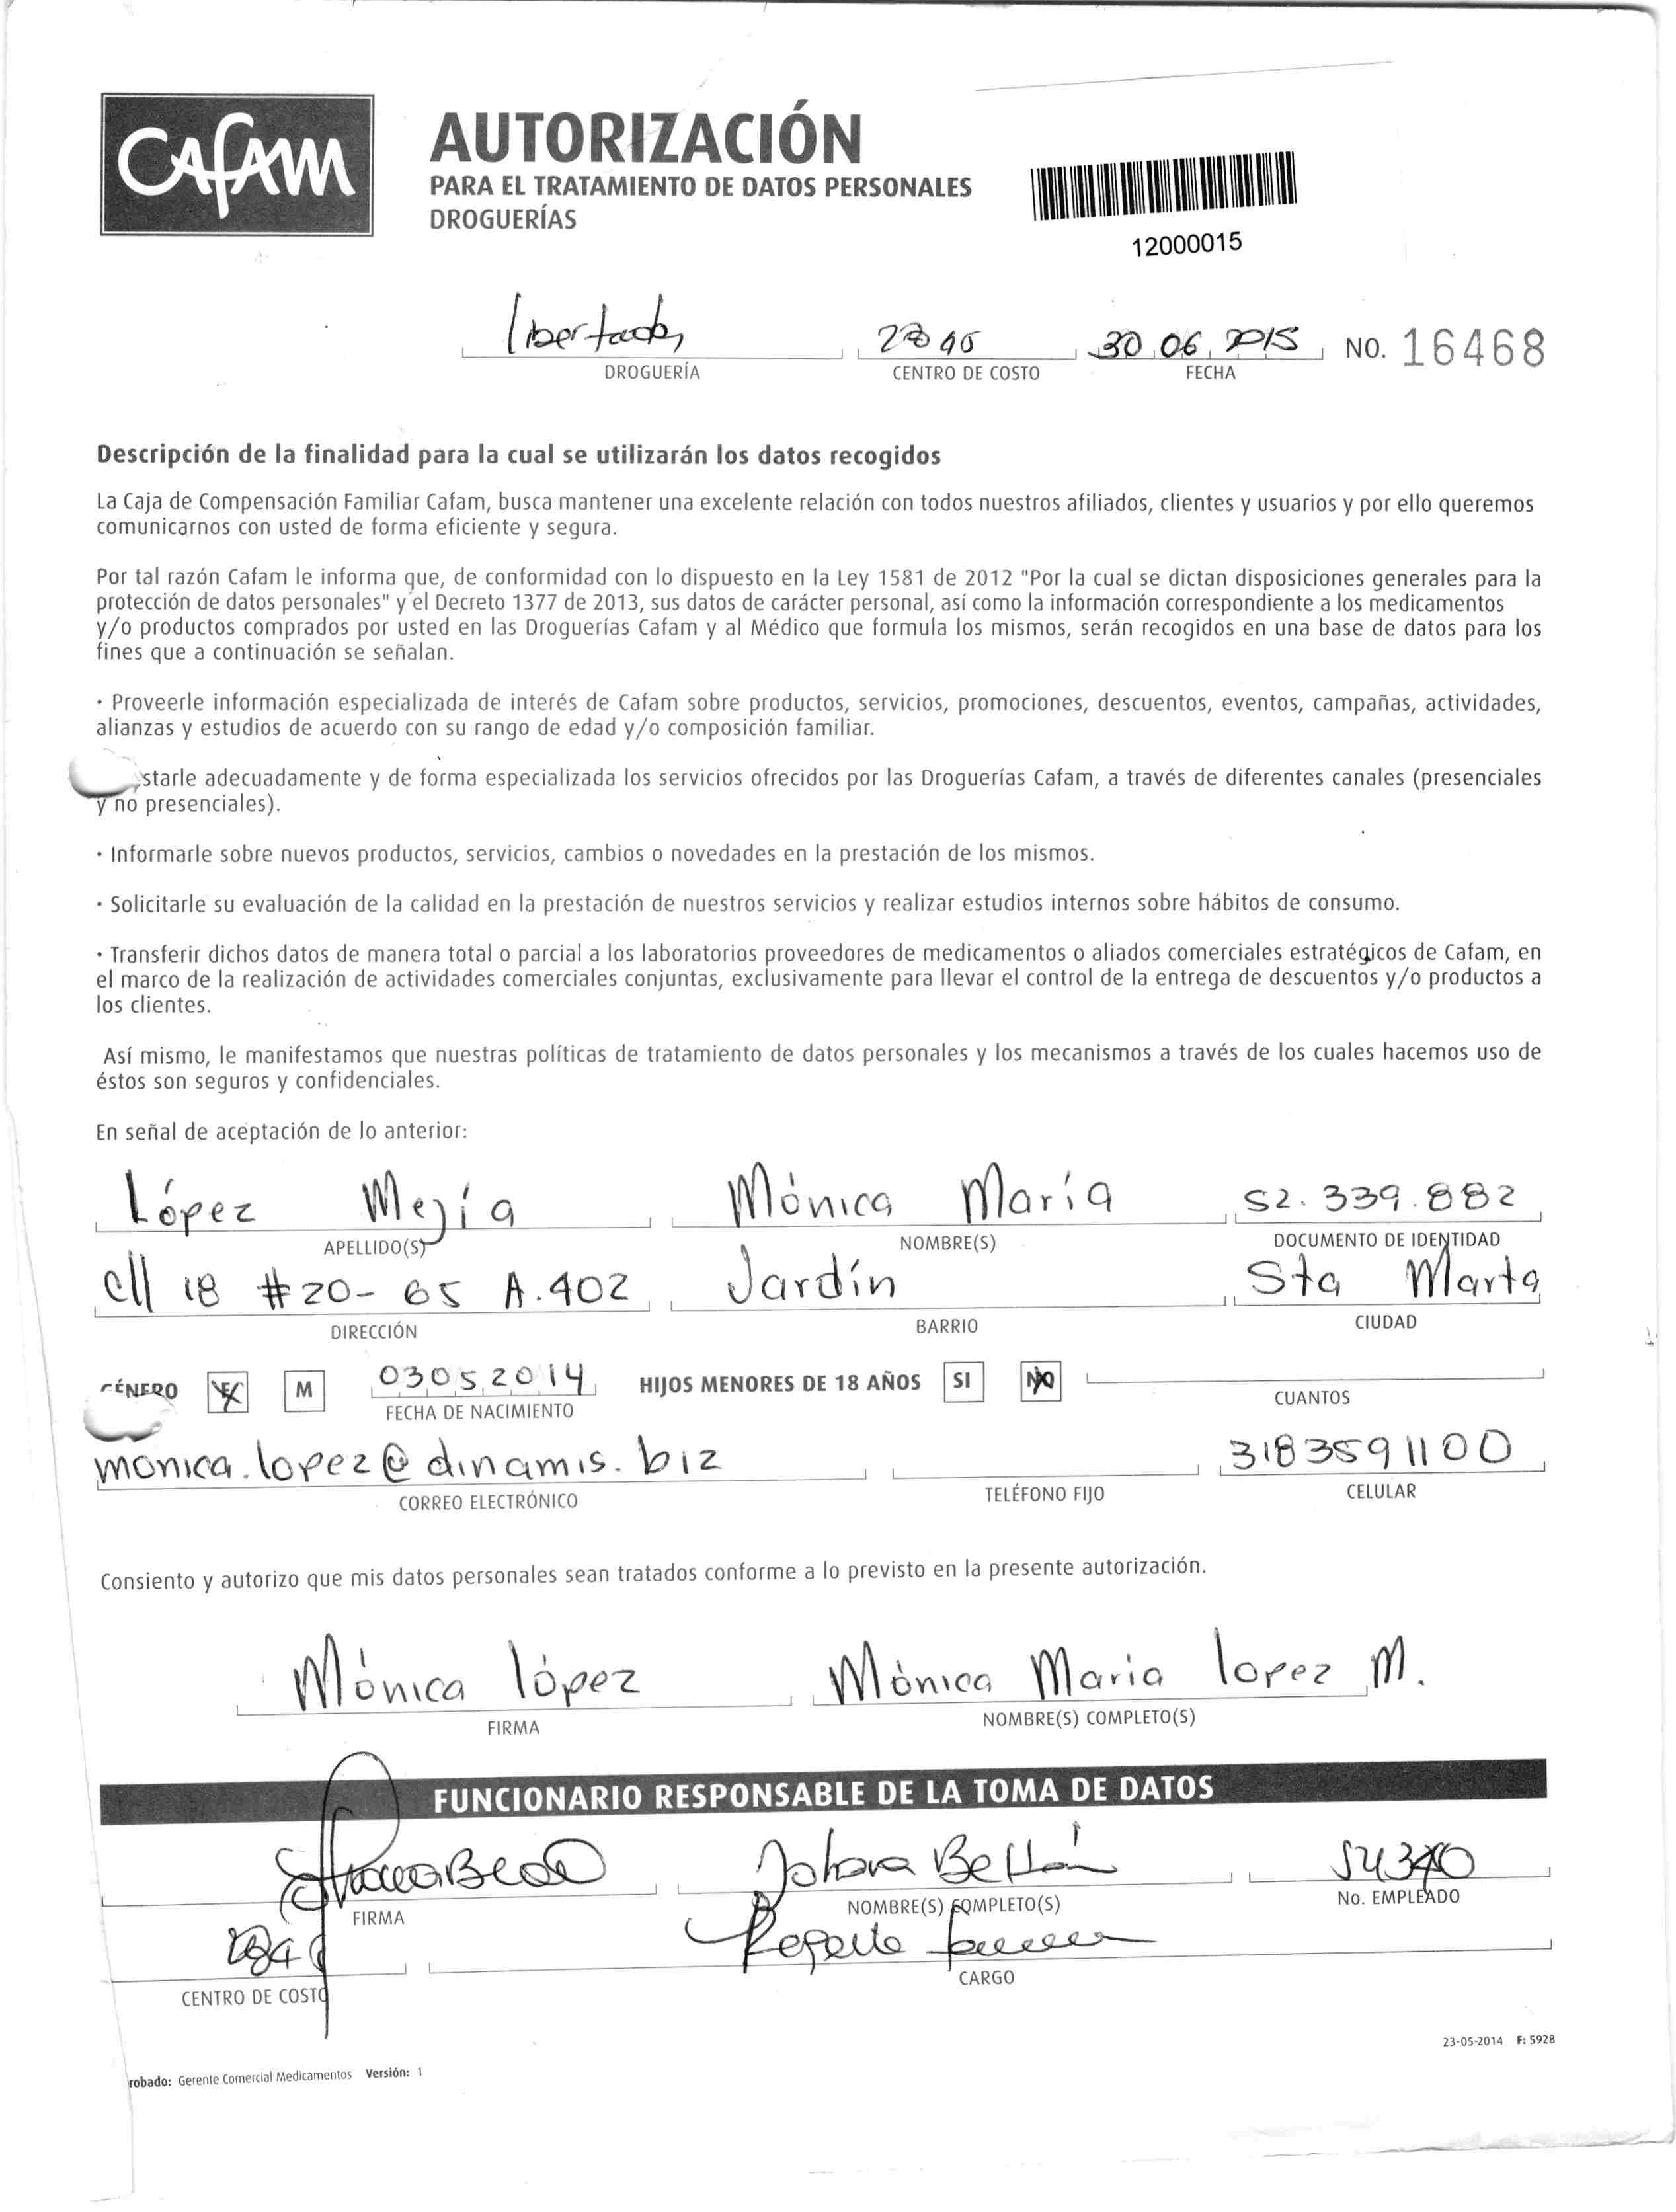 CAFAM
AUTORIZACIÓN
PARA EL TRATAMIENTO DE DATOS PERSONALES
DROGUERÍAS
12000015
30 06 2015 NO. 16468
DROGUERÍA CENTRO DE COSTO FECHA
Descripción de la finalidad para la cual se utilizarán los datos recogidos
La Caja de Compensación Familiar Cafam, busca mantener una excelente relación con todos nuestros afiliados, clientes y usuarios y por ello queremos
comunicarnos con usted de forma eficiente y segura.
Por tal razón Cafam le informa que, de conformidad con lo dispuesto en la Ley 1581 de 2012 "Por la cual se dictan disposiciones generales para la
protección de datos personales" y el Decreto 1377 de 2013, sus datos de carácter personal, así como la información correspondiente a los medicamentos
y/o productos comprados por usted en las Droguerías Cafam y al Médico que formula los mismos, serán recogidos en una base de datos para los
fines que a continuación se señalan.
· Proveerle información especializada de interés de Cafam sobre productos, servicios, promociones, descuentos, eventos, campañas, actividades,
alianzas y estudios de acuerdo con su rango de edad y/o composición familiar.
starle adecuadamente y de forma especializada los servicios ofrecidos por las Droguerías Cafam, a través de diferentes canales (presenciales
y no presenciales).
· Informarle sobre nuevos productos, servicios, cambios o novedades en la prestación de los mismos.
· Solicitarle su evaluación de la calidad en la prestación de nuestros servicios y realizar estudios internos sobre hábitos de consumo.
· Transferir dichos datos de manera total o parcial a los laboratorios proveedores de medicamentos o aliados comerciales estratégicos de Cafam, en
el marco de la realización de actividades comerciales conjuntas, exclusivamente para llevar el control de la entrega de descuentos y/o productos a
los clientes.
Así mismo, le manifestamos que nuestras políticas de tratamiento de datos personales y los mecanismos a través de los cuales hacemos uso de
éstos son seguros y confidenciales.
En señal de aceptación de lo anterior:
López Mejía Mónica María 52.339.882
APELLIDO(S) NOMBRE(S) DOCUMENTO DE IDENTIDAD
cll 18 #20-65 A.402 Jardín Sta Marta
DIRECCIÓN BARRIO CIUDAD
GÉNERO F M 03052014 HIJOS MENORES DE 18 AÑOS SI NO
FECHA DE NACIMIENTO CUANTOS
monica.lopez@dinamis.biz 3183591100
CORREO ELECTRÓNICO TELÉFONO FIJO CELULAR
Consiento y autorizo que mis datos personales sean tratados conforme a lo previsto en la presente autorización.
Mónica lópez Mónica Maria lopez M.
FIRMA NOMBRE(S) COMPLETO(S)
FUNCIONARIO RESPONSABLE DE LA TOMA DE DATOS
FIRMA NOMBRE(S) COMPLETO(S) No. EMPLEADO
CENTRO DE COSTO CARGO
23-05-2014 F: 5928
robado: Gerente Comercial Medicamentos Versión: 1